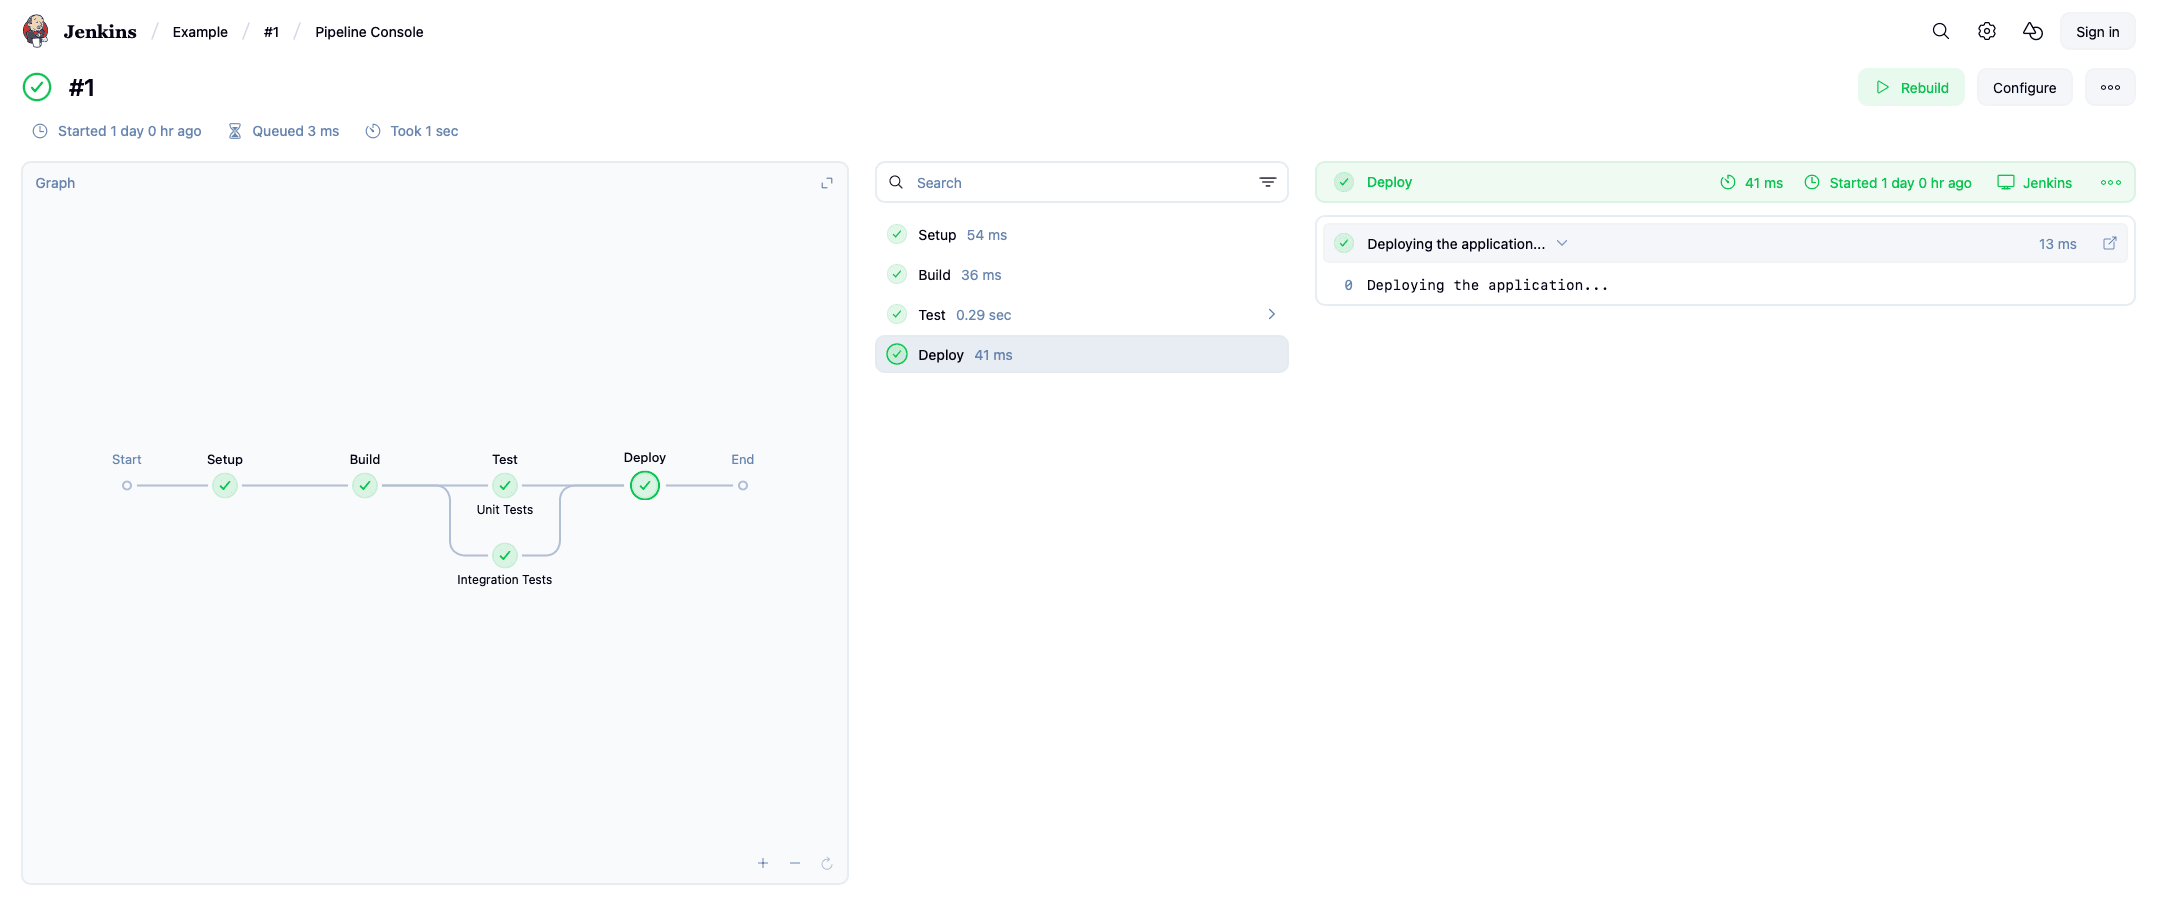 Jenkins / Example / #1 / Pipeline Console
Sign in
#1
Rebuild
Configure
Started 1 day 0 hr ago
Queued 3 ms
Took 1 sec
Graph
Start
Setup
Build
Test
Deploy
End
Unit Tests
Integration Tests
Search
Setup 54 ms
Build 36 ms
Test 0.29 sec
Deploy 41 ms
Deploy
41 ms
Started 1 day 0 hr ago
Jenkins
Deploying the application...
13 ms
0 Deploying the application...